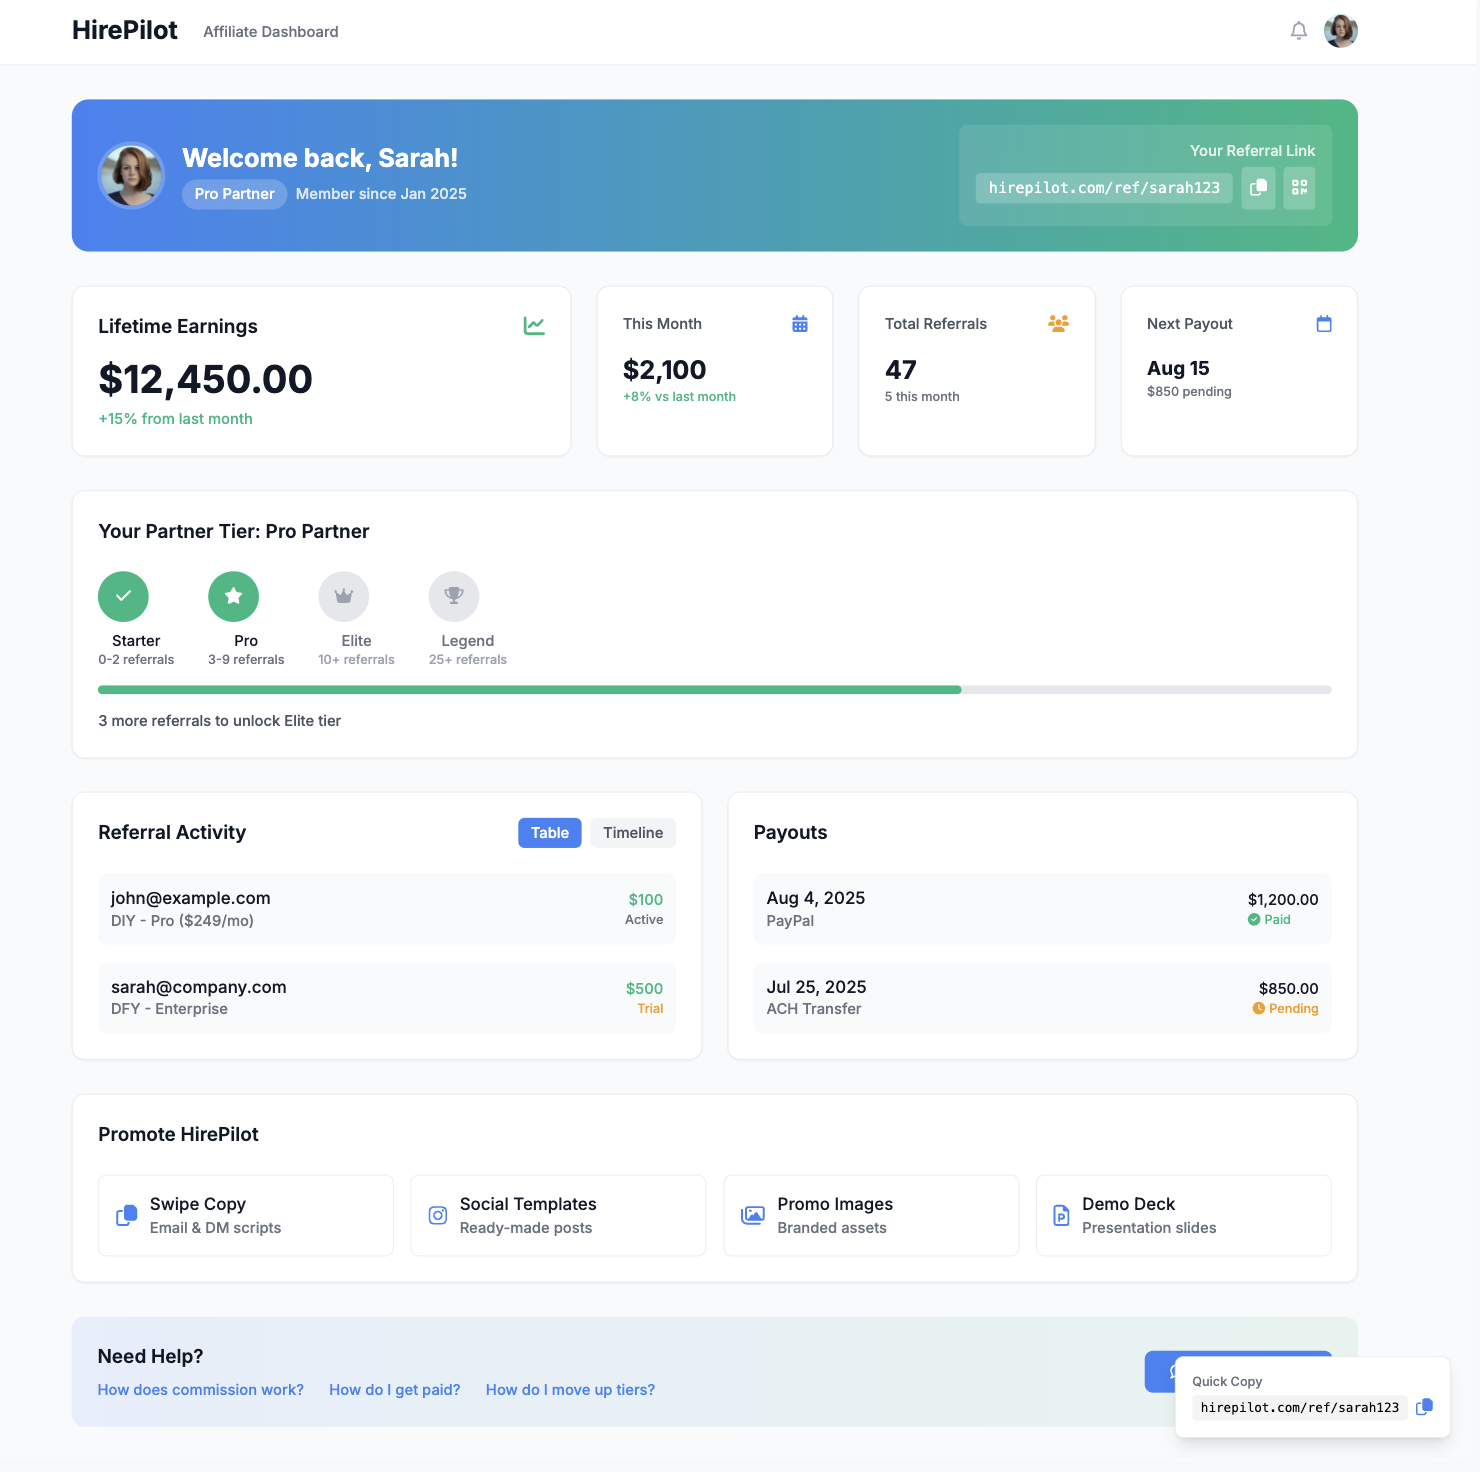 HirePilot
Affiliate Dashboard
Welcome back, Sarah!
Pro Partner
Member since Jan 2025
Your Referral Link
hirepilot.com/ref/sarah123
Lifetime Earnings
$12,450.00
+15% from last month
This Month
$2,100
+8% vs last month
Total Referrals
47
5 this month
Next Payout
Aug 15
$850 pending
Your Partner Tier: Pro Partner
Starter
0-2 referrals
Pro
3-9 referrals
Elite
10+ referrals
Legend
25+ referrals
3 more referrals to unlock Elite tier
Referral Activity
Table
Timeline
john@example.com
DIY - Pro ($249/mo)
$100
Active
sarah@company.com
DFY - Enterprise
$500
Trial
Payouts
Aug 4, 2025
PayPal
$1,200.00
Paid
Jul 25, 2025
ACH Transfer
$850.00
Pending
Promote HirePilot
Swipe Copy
Email & DM scripts
Social Templates
Ready-made posts
Promo Images
Branded assets
Demo Deck
Presentation slides
Need Help?
How does commission work?
How do I get paid?
How do I move up tiers?
Quick Copy
hirepilot.com/ref/sarah123